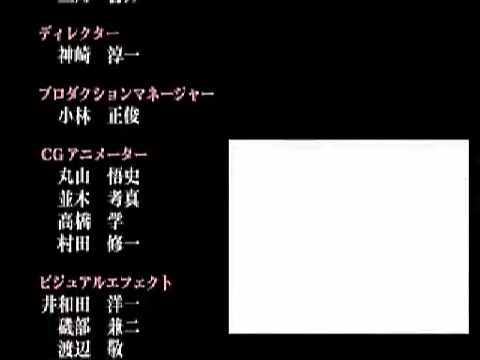 ディレクター
神崎　淳一
プロダクションマネージャー
小林　正俊
CGアニメーター
丸山　悟史
並木　考真
高橋　学
村田　修一
ビジュアルエフェクト
井和田　洋一
磯部　兼二
渡辺　敬